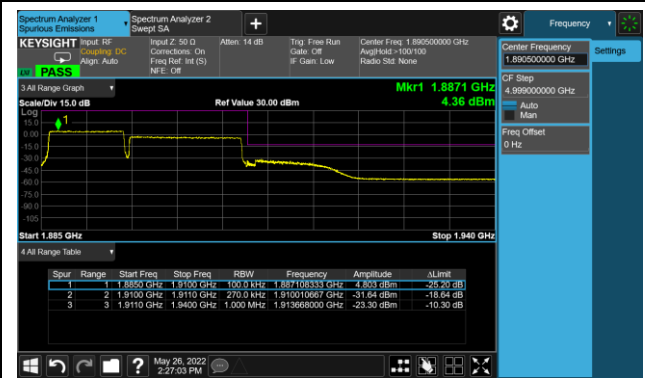 Spectrum Analyzer 1
Spurious Emissions
Spectrum Analyzer 2
Swept SA
+
Frequency
KEYSIGHT
Input: RF
Coupling: DC
Align: Auto
Input Z: 50 Ω
Corrections: On
Freq Ref: Int (S)
NFE: Off
Atten: 14 dB
Trig: Free Run
Gate: Off
IF Gain: Low
Center Freq: 1.890500000 GHz
Avg|Hold:>100/100
Radio Std: None
PASS
Center Frequency
1.890500000 GHz
Settings
CF Step
4.999000000 GHz
Auto
Man
Freq Offset
0 Hz
3 All Range Graph
Mkr1 1.8871 GHz
Scale/Div 15.0 dB
Ref Value 30.00 dBm
4.36 dBm
Log
15.0
1
0.00
-15.0
-30.0
-45.0
-60.0
-75.0
-90.0
-105
Start 1.885 GHz
Stop 1.940 GHz
4 All Range Table
Spur Range Start Freq Stop Freq RBW Frequency Amplitude ΔLimit
1 1 1.8850 GHz 1.9100 GHz 100.0 kHz 1.887108333 GHz 4.803 dBm -25.20 dB
2 2 1.9100 GHz 1.9110 GHz 270.0 kHz 1.910010667 GHz -31.64 dBm -18.64 dB
3 3 1.9110 GHz 1.9400 GHz 1.000 MHz 1.913668000 GHz -23.30 dBm -10.30 dB
?
May 26, 2022
2:27:03 PM